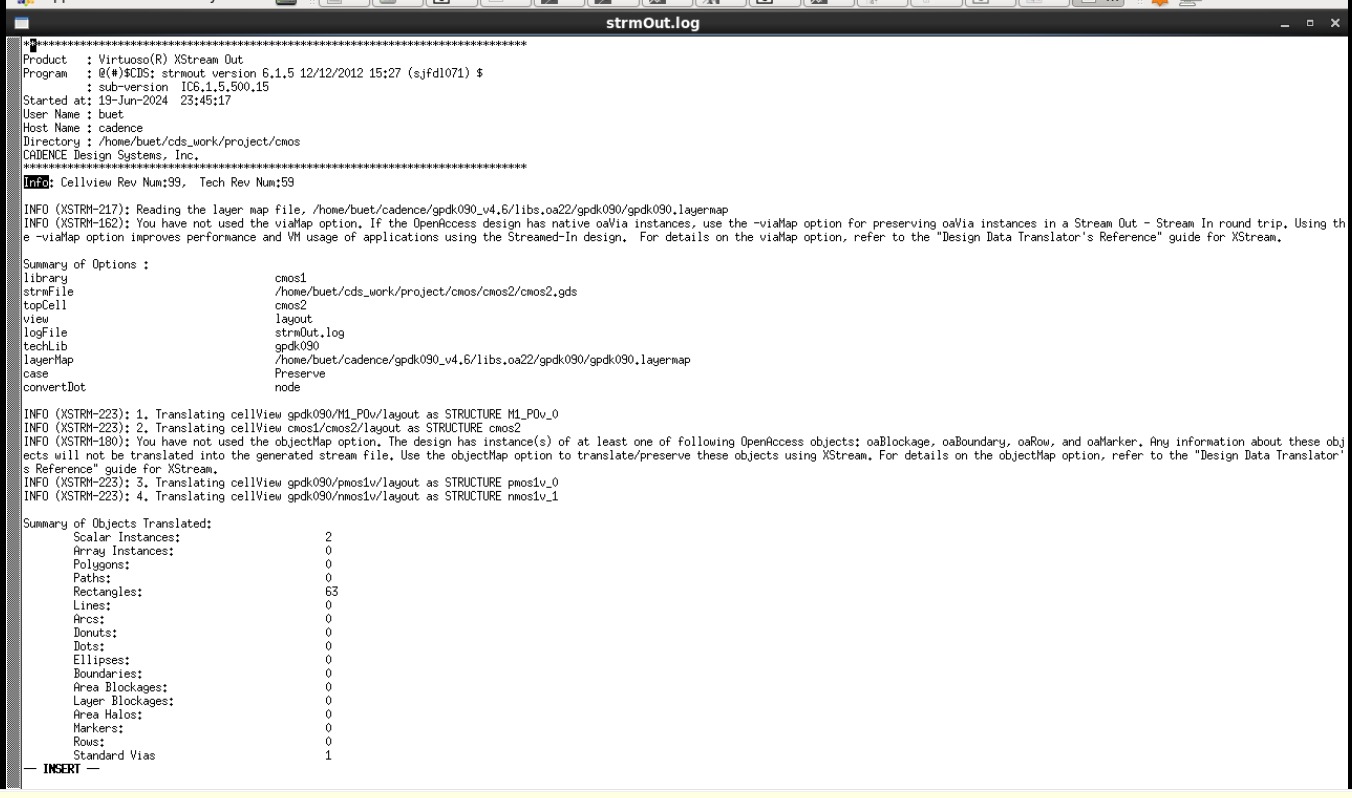 strmOut.log
********************************************************************************
Product   : Virtuoso(R) XStream Out
Program   : @(#)$CDS: strmout version 6.1.5 12/12/2012 15:27 (sjfdl071) $
          : sub-version  IC6.1.5.500.15
Started at: 19-Jun-2024  23:45:17
User Name : buet
Host Name : cadence
Directory : /home/buet/cds_work/project/cmos
CADENCE Design Systems, Inc.
********************************************************************************
Info: Cellview Rev Num:99,  Tech Rev Num:59
INFO (XSTRM-217): Reading the layer map file, /home/buet/cadence/gpdk090_v4.6/libs.oa22/gpdk090/gpdk090.layermap
INFO (XSTRM-162): You have not used the viaMap option. If the OpenAccess design has native oaVia instances, use the -viaMap option for preserving oaVia instances in a Stream Out - Stream In round trip. Using th
e -viaMap option improves performance and VM usage of applications using the Streamed-In design.  For details on the viaMap option, refer to the "Design Data Translator's Reference" guide for XStream.
Summary of Options :
library                                 cmos1
strmFile                                /home/buet/cds_work/project/cmos/cmos2/cmos2.gds
topCell                                 cmos2
view                                    layout
logFile                                 strmOut.log
techLib                                 gpdk090
layerMap                                /home/buet/cadence/gpdk090_v4.6/libs.oa22/gpdk090/gpdk090.layermap
case                                    Preserve
convertDot                              node
INFO (XSTRM-223): 1. Translating cellView gpdk090/M1_POv/layout as STRUCTURE M1_POv_0
INFO (XSTRM-223): 2. Translating cellView cmos1/cmos2/layout as STRUCTURE cmos2
INFO (XSTRM-180): You have not used the objectMap option. The design has instance(s) of at least one of following OpenAccess objects: oaBlockage, oaBoundary, oaRow, and oaMarker. Any information about these obj
ects will not be translated into the generated stream file. Use the objectMap option to translate/preserve these objects using XStream. For details on the objectMap option, refer to the "Design Data Translator'
s Reference" guide for XStream.
INFO (XSTRM-223): 3. Translating cellView gpdk090/pmos1v/layout as STRUCTURE pmos1v_0
INFO (XSTRM-223): 4. Translating cellView gpdk090/nmos1v/layout as STRUCTURE nmos1v_1
Summary of Objects Translated:
Scalar Instances:                       2
Array Instances:                        0
Polygons:                               0
Paths:                                  0
Rectangles:                             63
Lines:                                  0
Arcs:                                   0
Donuts:                                 0
Dots:                                   0
Ellipses:                               0
Boundaries:                             0
Area Blockages:                         0
Layer Blockages:                        0
Area Halos:                             0
Markers:                                0
Rows:                                   0
Standard Vias                           1
-- INSERT --